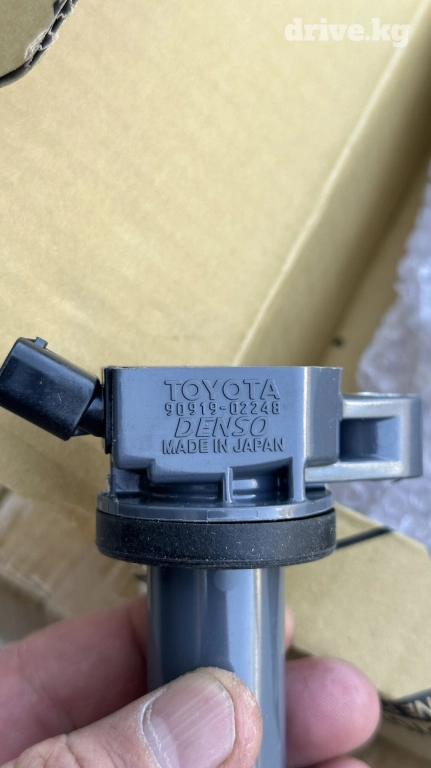 drive.kg
TOYOTA
90919-02248
DENSO
MADE IN JAPAN